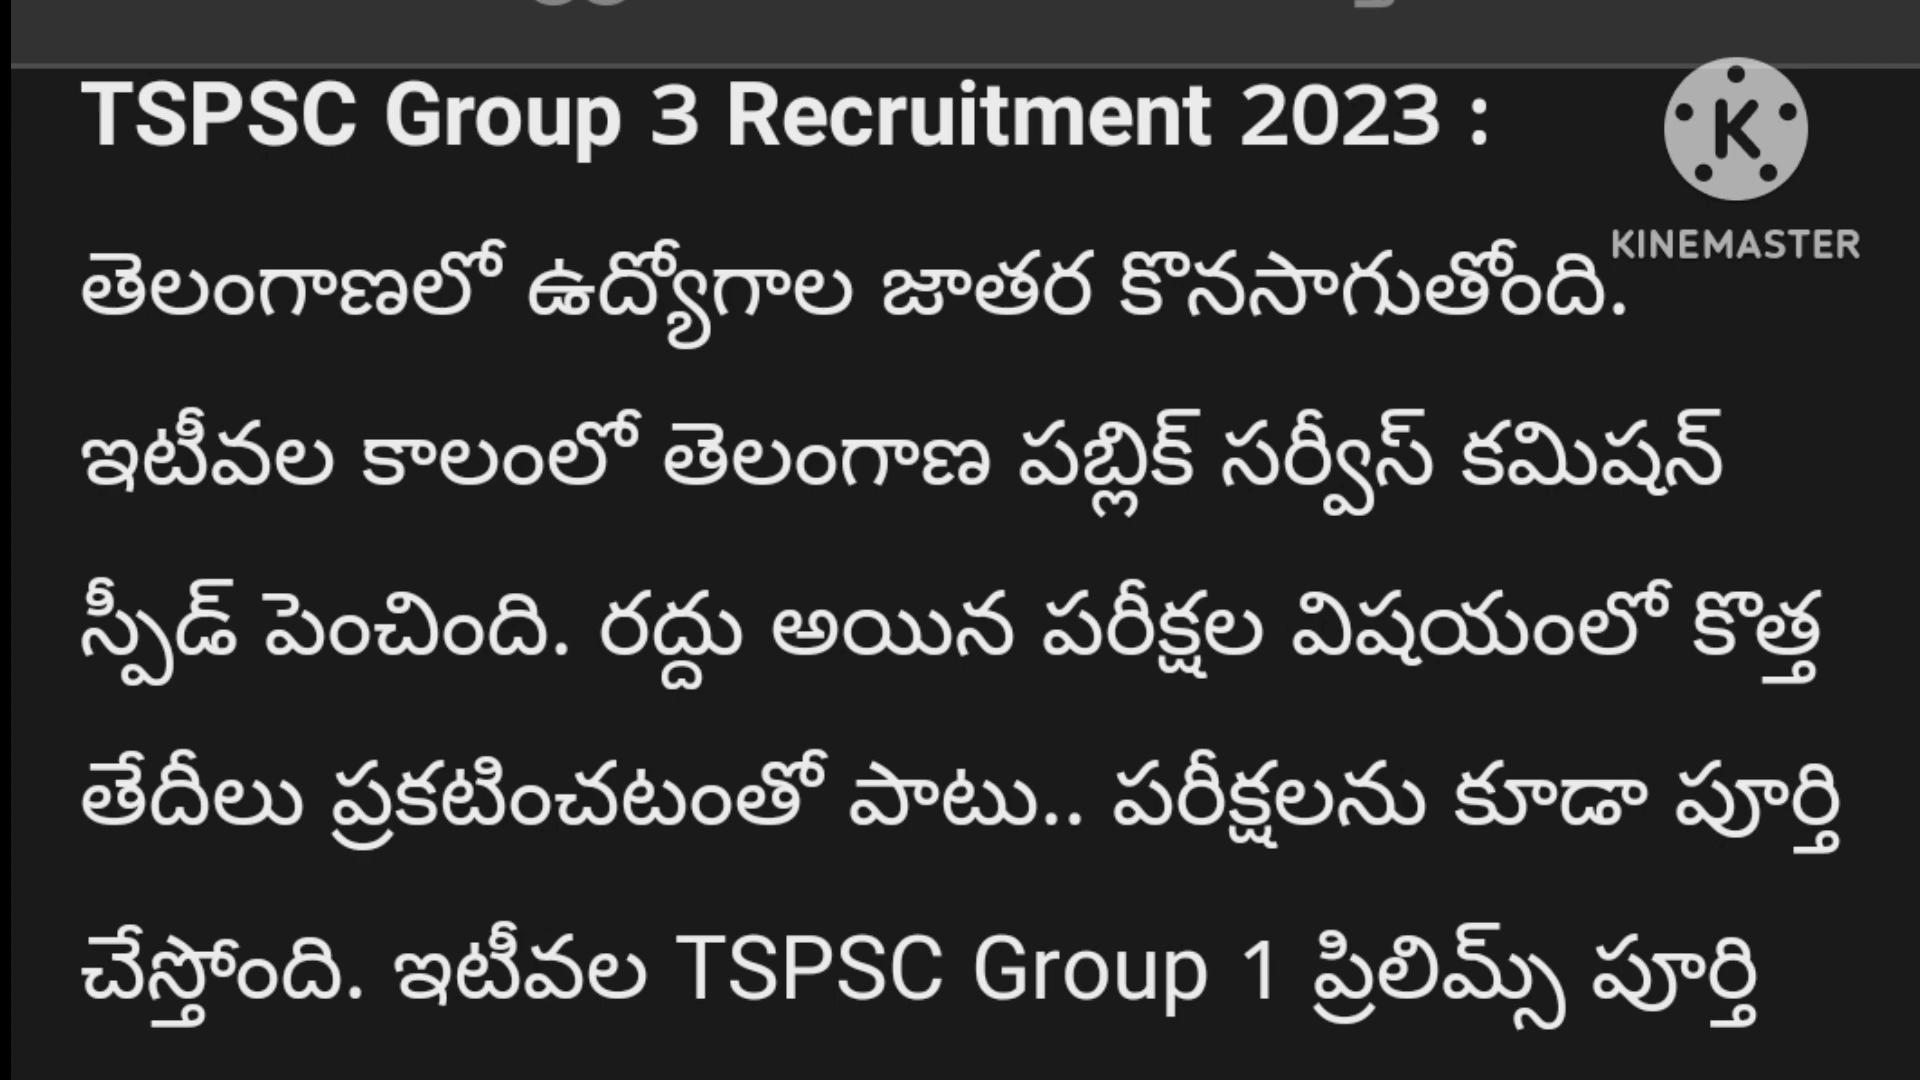 TSPSC Group 3 Recruitment 2023 :
KINEMASTER
తెలంగాణలో ఉద్యోగాల జాతర కొనసాగుతోంది.
ఇటీవల కాలంలో తెలంగాణ పబ్లిక్ సర్వీస్ కమిషన్
స్పీడ్ పెంచింది. రద్దు అయిన పరీక్షల విషయంలో కొత్త
తేదీలు ప్రకటించటంతో పాటు.. పరీక్షలను కూడా పూర్తి
చేస్తోంది. ఇటీవల TSPSC Group 1 ప్రిలిమ్స్ పూర్తి